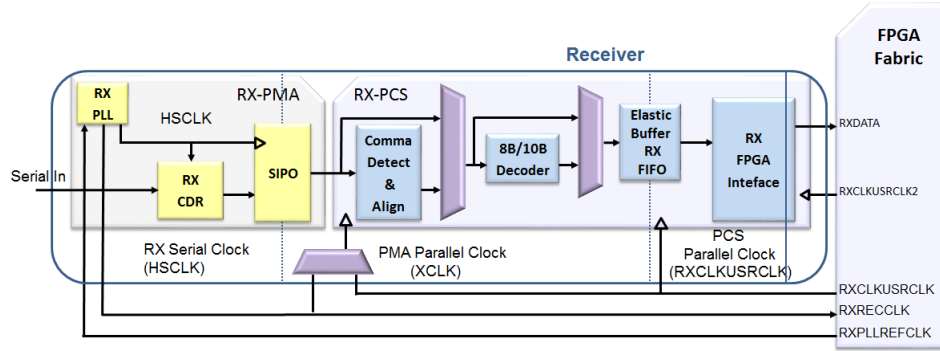 Receiver
FPGA
Fabric
RX-PMA
RX-PCS
RX
PLL
HSCLK
SIPO
Serial In
RX
CDR
Comma
Detect
&
Align
8B/10B
Decoder
Elastic
Buffer
RX
FIFO
RX
FPGA
Inteface
RXDATA
RXCLKUSRCLK2
RX Serial Clock
(HSCLK)
PMA Parallel Clock
(XCLK)
PCS
Parallel Clock
(RXCLKUSRCLK)
RXCLKUSRCLK
RXRECCLK
RXPLLREFCLK